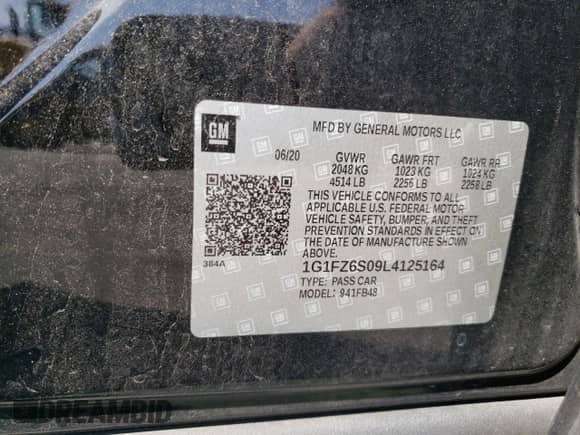 GM
MFD BY GENERAL MOTORS LLC
06/20 GVWR GAWR FRT GAWR RR
2048 KG 1023 KG 1024 KG
4514 LB 2256 LB 2258 LB
THIS VEHICLE CONFORMS TO ALL
APPLICABLE U.S. FEDERAL MOTOR
VEHICLE SAFETY, BUMPER, AND THEFT
PREVENTION STANDARDS IN EFFECT ON
THE DATE OF MANUFACTURE SHOWN
ABOVE.
384A
1G1FZ6S09L4125164
TYPE: PASS CAR
MODEL: 941FB48
DREAMBID